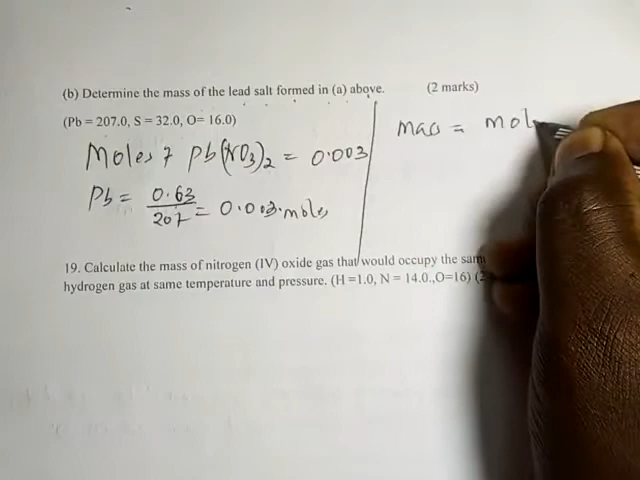 (b) Determine the mass of the lead salt formed in (a) above. (2 marks)
(Pb = 207.0, S = 32.0, O= 16.0)
Moles of Pb(NO3)2 = 0.003
Pb = 0.63/207 = 0.003 moles
mass = mol
19. Calculate the mass of nitrogen (IV) oxide gas that would occupy the sam
hydrogen gas at same temperature and pressure. (H =1.0, N = 14.0.,O=16) (2